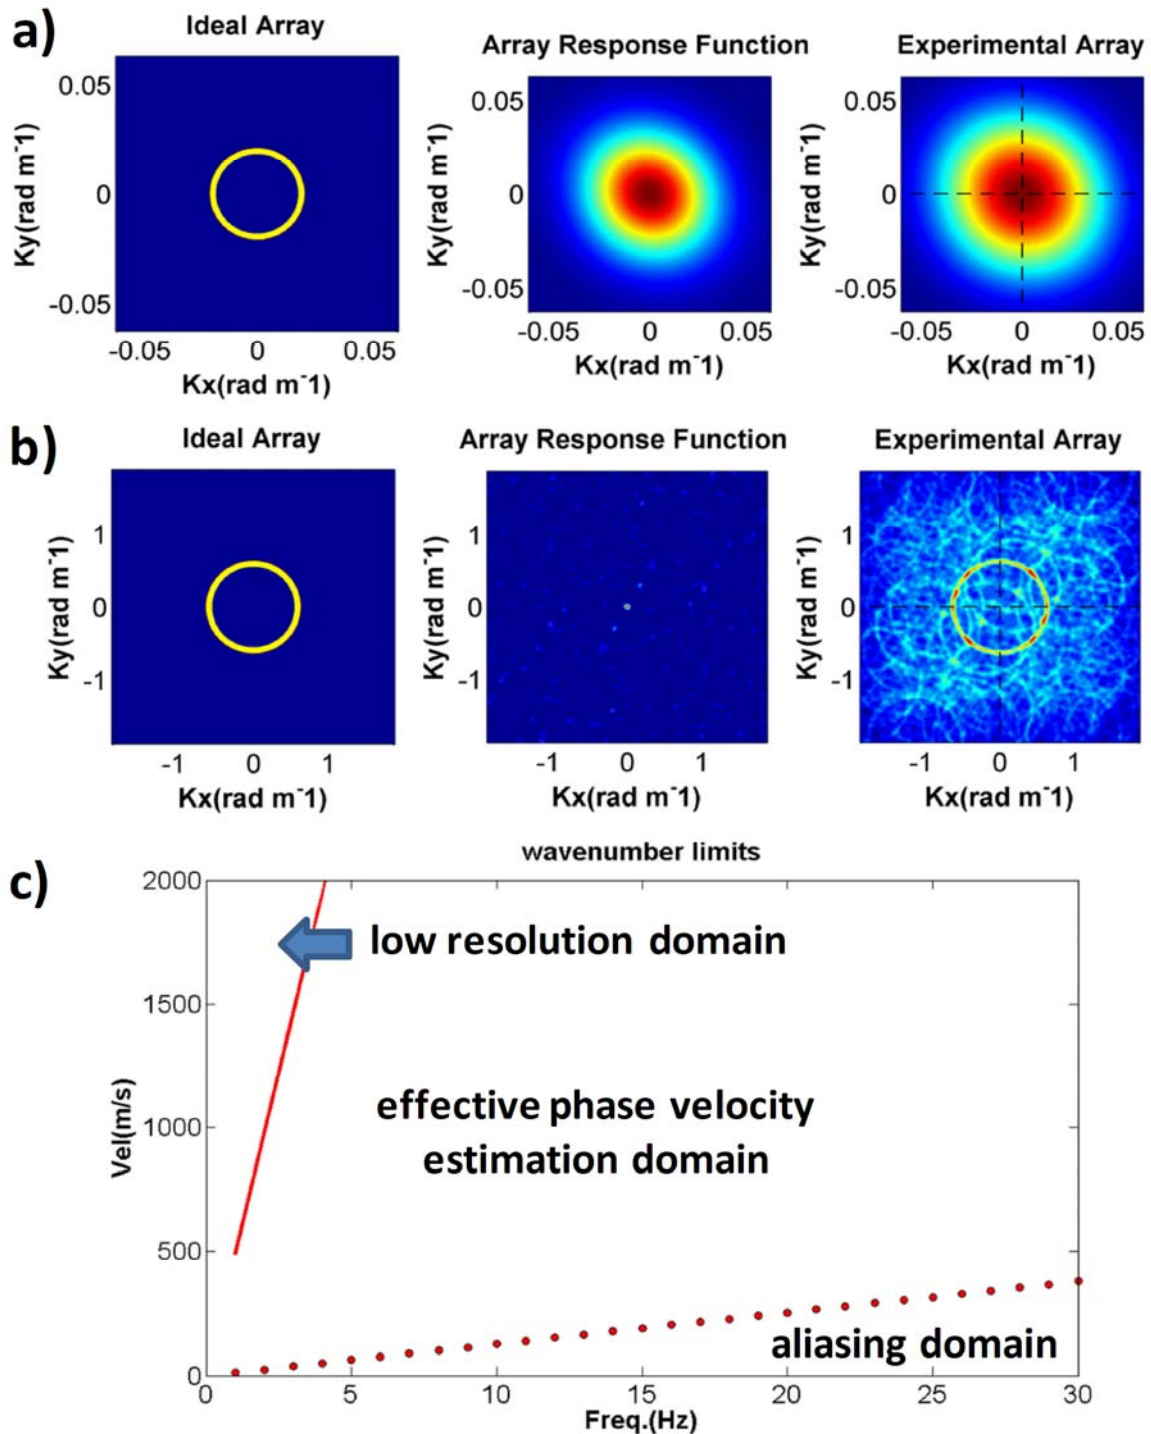 a)
Ideal Array
Array Response Function
Experimental Array
Ky(rad m-1)
0.05
0
-0.05
-0.05 0 0.05
Kx(rad m-1)
Ky(rad m-1)
0.05
0
-0.05
-0.05 0 0.05
Kx(rad m-1)
Ky(rad m-1)
0.05
0
-0.05
-0.05 0 0.05
Kx(rad m-1)
b)
Ideal Array
Array Response Function
Experimental Array
Ky(rad m-1)
1
0
-1
-1 0 1
Kx(rad m-1)
Ky(rad m-1)
1
0
-1
-1 0 1
Kx(rad m-1)
Ky(rad m-1)
1
0
-1
-1 0 1
Kx(rad m-1)
c)
wavenumber limits
Vel(m/s)
2000
1500
1000
500
0
low resolution domain
effective phase velocity
estimation domain
aliasing domain
0 5 10 15 20 25 30
Freq.(Hz)